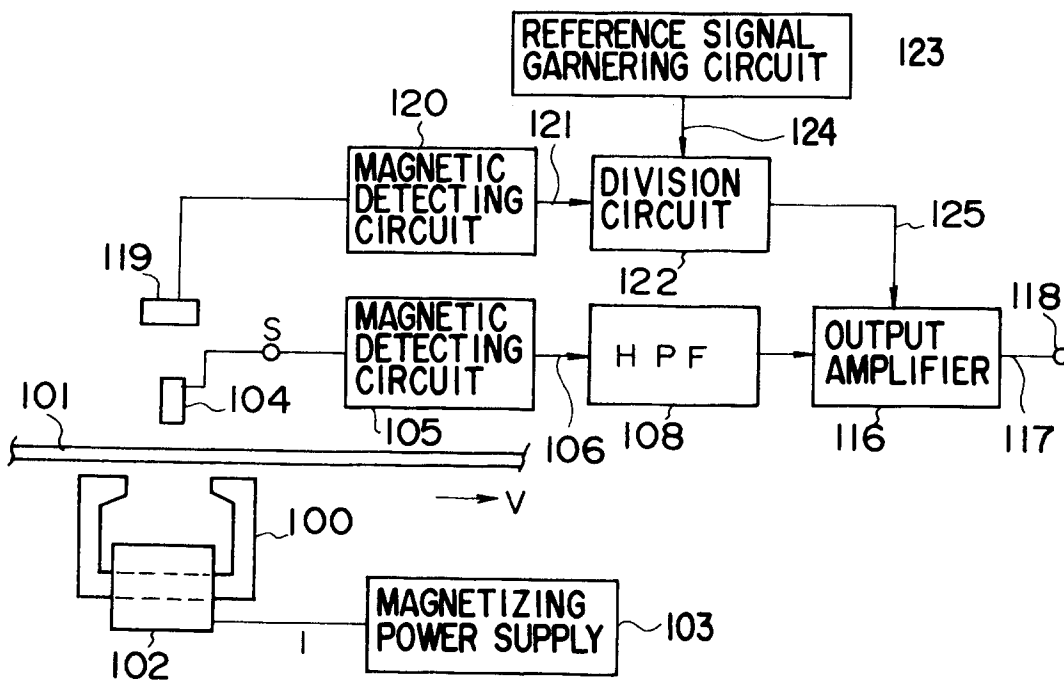 REFERENCE SIGNAL
GARNERING CIRCUIT
123
120
121
124
MAGNETIC
DETECTING
CIRCUIT
DIVISION
CIRCUIT
125
119
122
118
S
MAGNETIC
DETECTING
CIRCUIT
H P F
OUTPUT
AMPLIFIER
104
101
105
106
108
116
117
V
100
MAGNETIZING
POWER SUPPLY
103
102
I